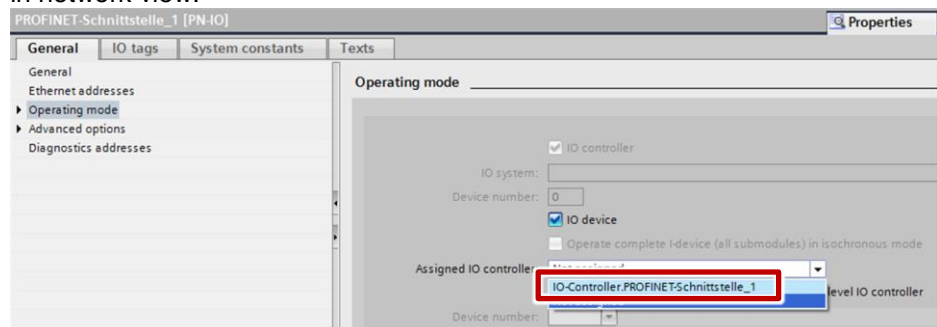 in network view.
PROFINET-Schnittstelle_1 [PN-IO]
Properties
General IO tags System constants Texts
General
Ethernet addresses
Operating mode
Advanced options
Diagnostics addresses
Operating mode
IO controller
IO system:
Device number: 0
IO device
Operate complete I-device (all submodules) in isochronous mode
Assigned IO controller:
IO-Controller.PROFINET-Schnittstelle_1
level IO controller
Device number: